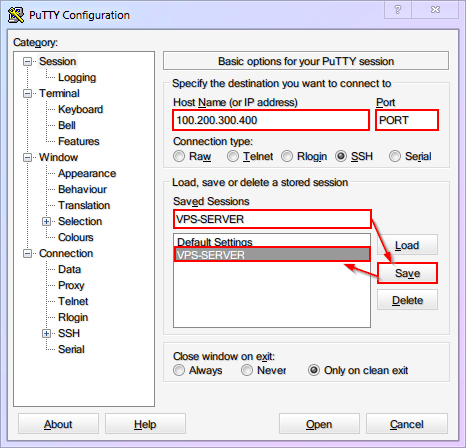 PuTTY Configuration
Category:
Session
Logging
Terminal
Keyboard
Bell
Features
Window
Appearance
Behaviour
Translation
Selection
Colours
Connection
Data
Proxy
Telnet
Rlogin
SSH
Serial
Basic options for your PuTTY session
Specify the destination you want to connect to
Host Name (or IP address) Port
100.200.300.400 PORT
Connection type:
Raw Telnet Rlogin SSH Serial
Load, save or delete a stored session
Saved Sessions
VPS-SERVER
Default Settings
VPS-SERVER
Load
Save
Delete
Close window on exit:
Always Never Only on clean exit
About Help Open Cancel